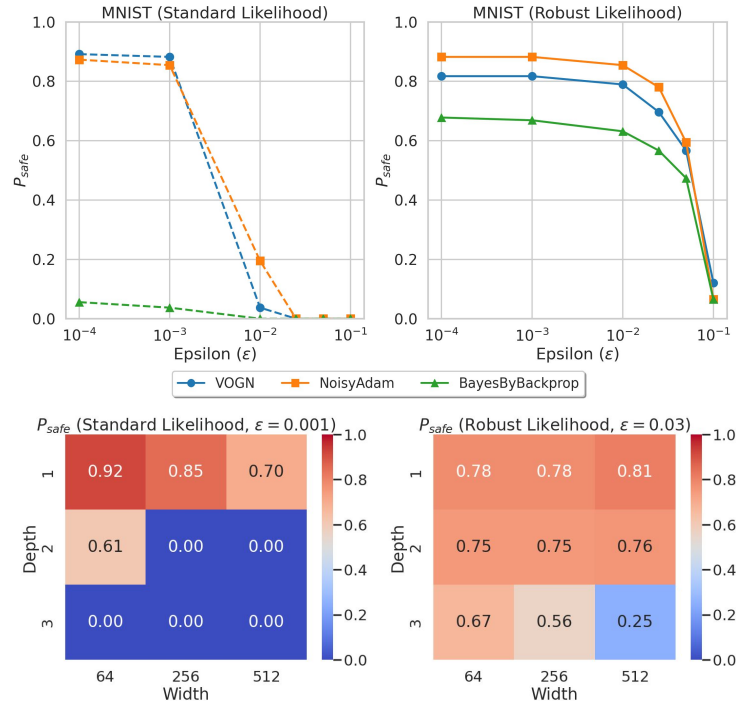 MNIST (Standard Likelihood)
1.0
0.8
0.6
0.4
0.2
0.0
P_safe
10⁻⁴
10⁻³
10⁻²
10⁻¹
Epsilon (ε)
MNIST (Robust Likelihood)
1.0
0.8
0.6
0.4
0.2
0.0
P_safe
10⁻⁴
10⁻³
10⁻²
10⁻¹
Epsilon (ε)
VOGN NoisyAdam BayesByBackprop
P_safe (Standard Likelihood, ε = 0.001)
Depth
1 0.92 0.85 0.70
2 0.61 0.00 0.00
3 0.00 0.00 0.00
64 256 512
Width
1.0
0.8
0.6
0.4
0.2
0.0
P_safe (Robust Likelihood, ε = 0.03)
Depth
1 0.78 0.78 0.81
2 0.75 0.75 0.76
3 0.67 0.56 0.25
64 256 512
Width
1.0
0.8
0.6
0.4
0.2
0.0